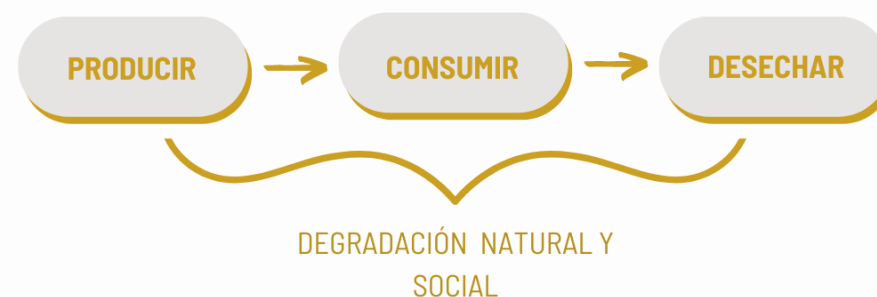 PRODUCIR
CONSUMIR
DESECHAR
DEGRADACIÓN NATURAL Y
SOCIAL